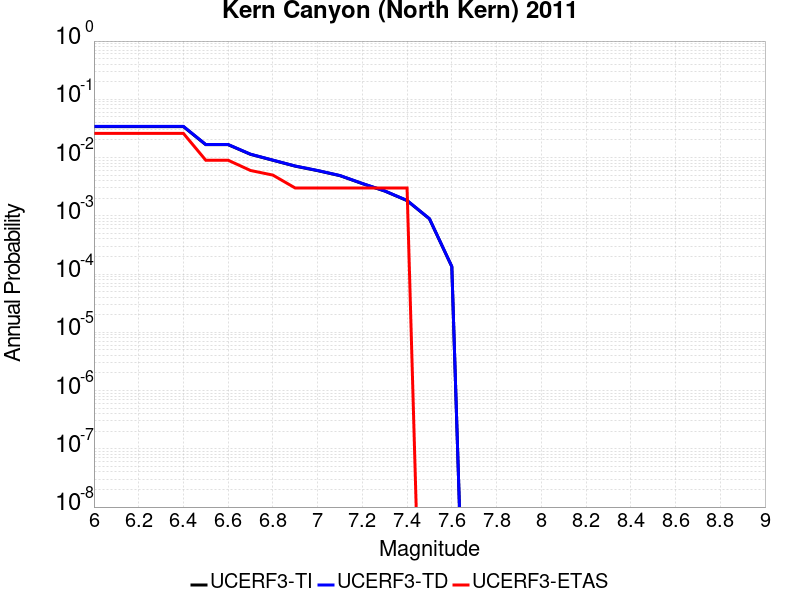 Kern Canyon (North Kern) 2011
10^0
10^-1
10^-2
10^-3
10^-4
10^-5
10^-6
10^-7
10^-8
Annual Probability
6 6.2 6.4 6.6 6.8 7 7.2 7.4 7.6 7.8 8 8.2 8.4 8.6 8.8 9
Magnitude
UCERF3-TI UCERF3-TD UCERF3-ETAS